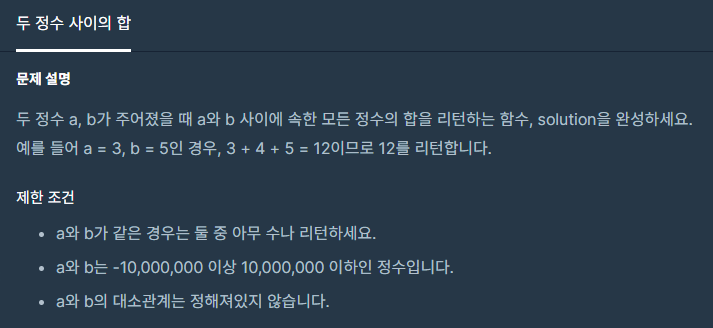 두 정수 사이의 합
문제 설명
두 정수 a, b가 주어졌을 때 a와 b 사이에 속한 모든 정수의 합을 리턴하는 함수, solution을 완성하세요.
예를 들어 a = 3, b = 5인 경우, 3 + 4 + 5 = 12이므로 12를 리턴합니다.
제한 조건
• a와 b가 같은 경우는 둘 중 아무 수나 리턴하세요.
• a와 b는 -10,000,000 이상 10,000,000 이하인 정수입니다.
• a와 b의 대소관계는 정해져있지 않습니다.